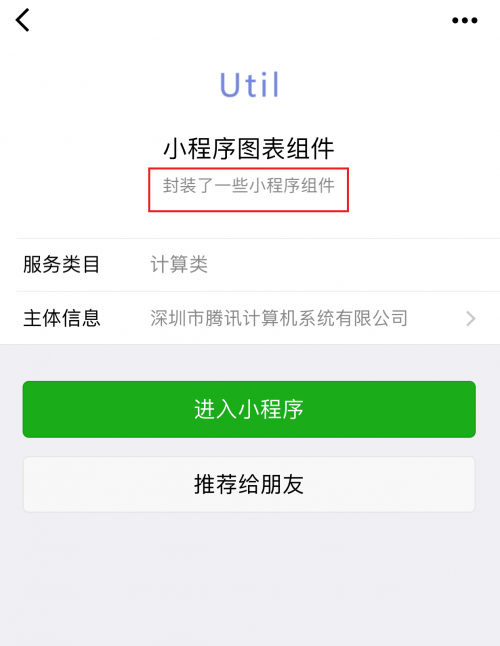 Util
小程序图表组件
封装了一些小程序组件
服务类目 计算类
主体信息 深圳市腾讯计算机系统有限公司
进入小程序
推荐给朋友